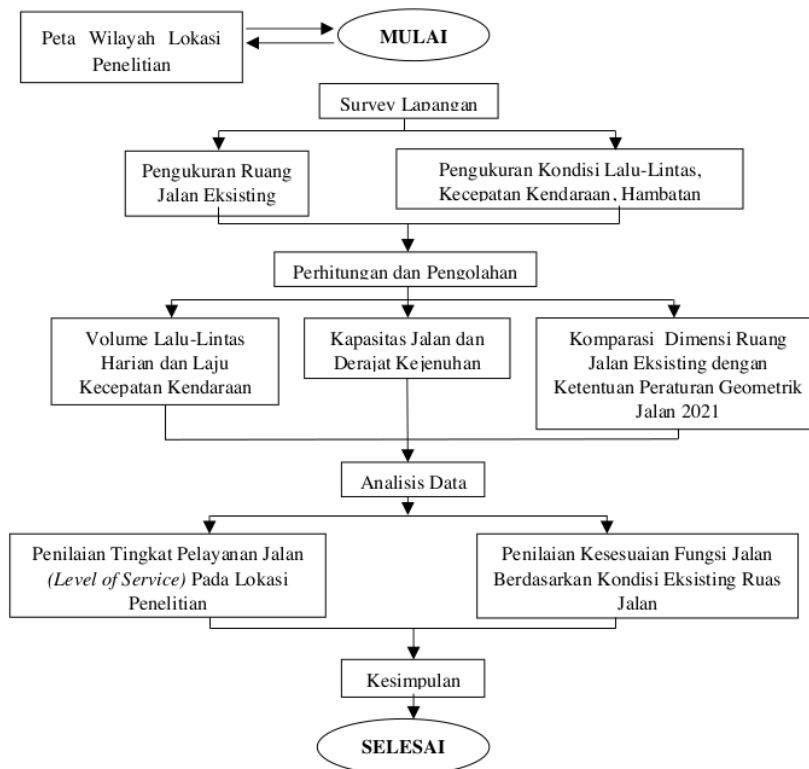 Peta Wilayah Lokasi
Penelitian
MULAI
Survey Lapangan
Pengukuran Ruang
Jalan Eksisting
Pengukuran Kondisi Lalu-Lintas,
Kecepatan Kendaraan, Hambatan
Perhitungan dan Pengolahan
Volume Lalu-Lintas
Harian dan Laju
Kecepatan Kendaraan
Kapasitas Jalan dan
Derajat Kejenuhan
Komparasi Dimensi Ruang
Jalan Eksisting dengan
Ketentuan Peraturan Geometrik
Jalan 2021
Analisis Data
Penilaian Tingkat Pelayanan Jalan
(Level of Service) Pada Lokasi
Penelitian
Penilaian Kesesuaian Fungsi Jalan
Berdasarkan Kondisi Eksisting Ruas
Jalan
Kesimpulan
SELESAI